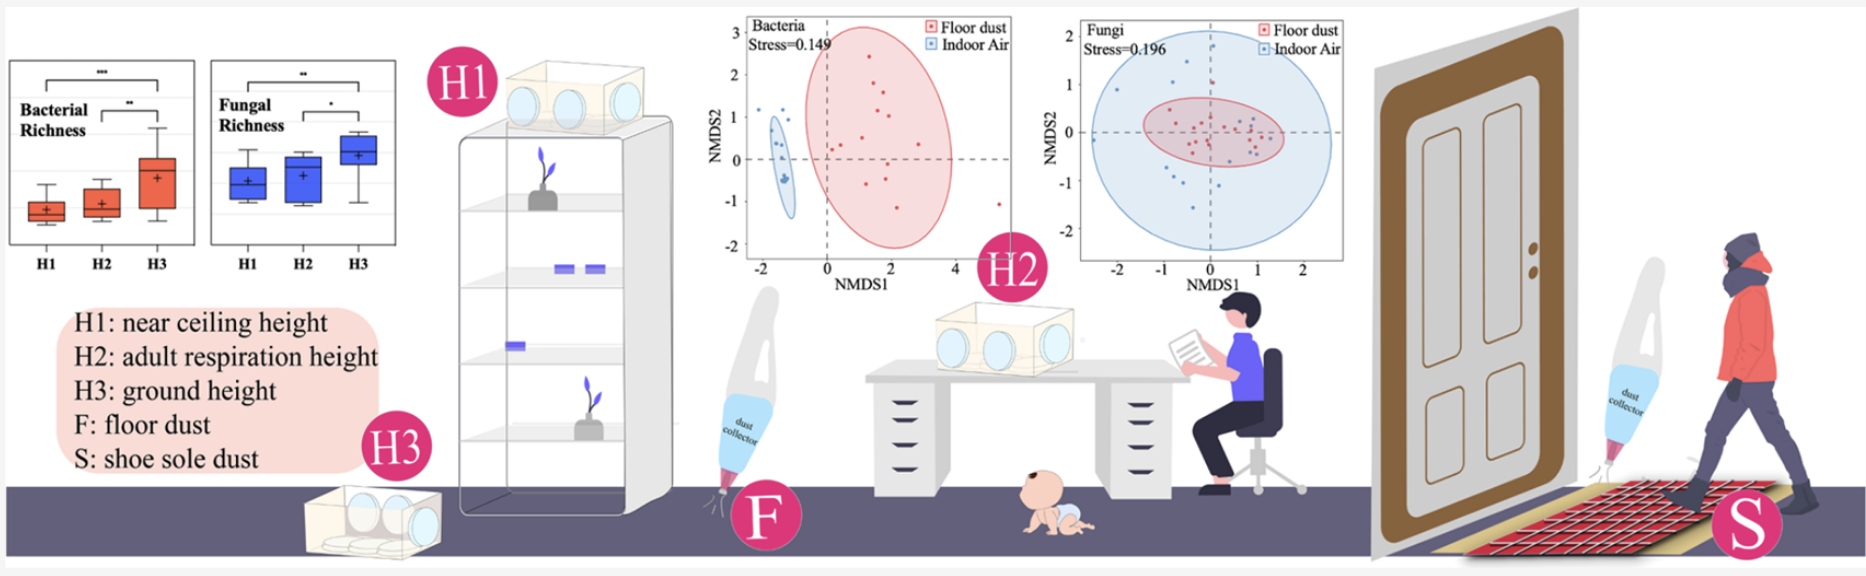 ***
**
Bacterial
Richness
H1
H2
H3
**
*
Fungal
Richness
H1
H2
H3
H1: near ceiling height
H2: adult respiration height
H3: ground height
F: floor dust
S: shoe sole dust
H3
H1
Bacteria
Stress=0.149
Floor dust
Indoor Air
3
2
1
0
-1
-2
NMDS2
-2
0
2
4
NMDS1
H2
Fungi
Stress=0.196
Floor dust
Indoor Air
2
1
0
-1
-2
NMDS2
-2
-1
0
1
2
NMDS1
dust
collector
F
dust
collector
S